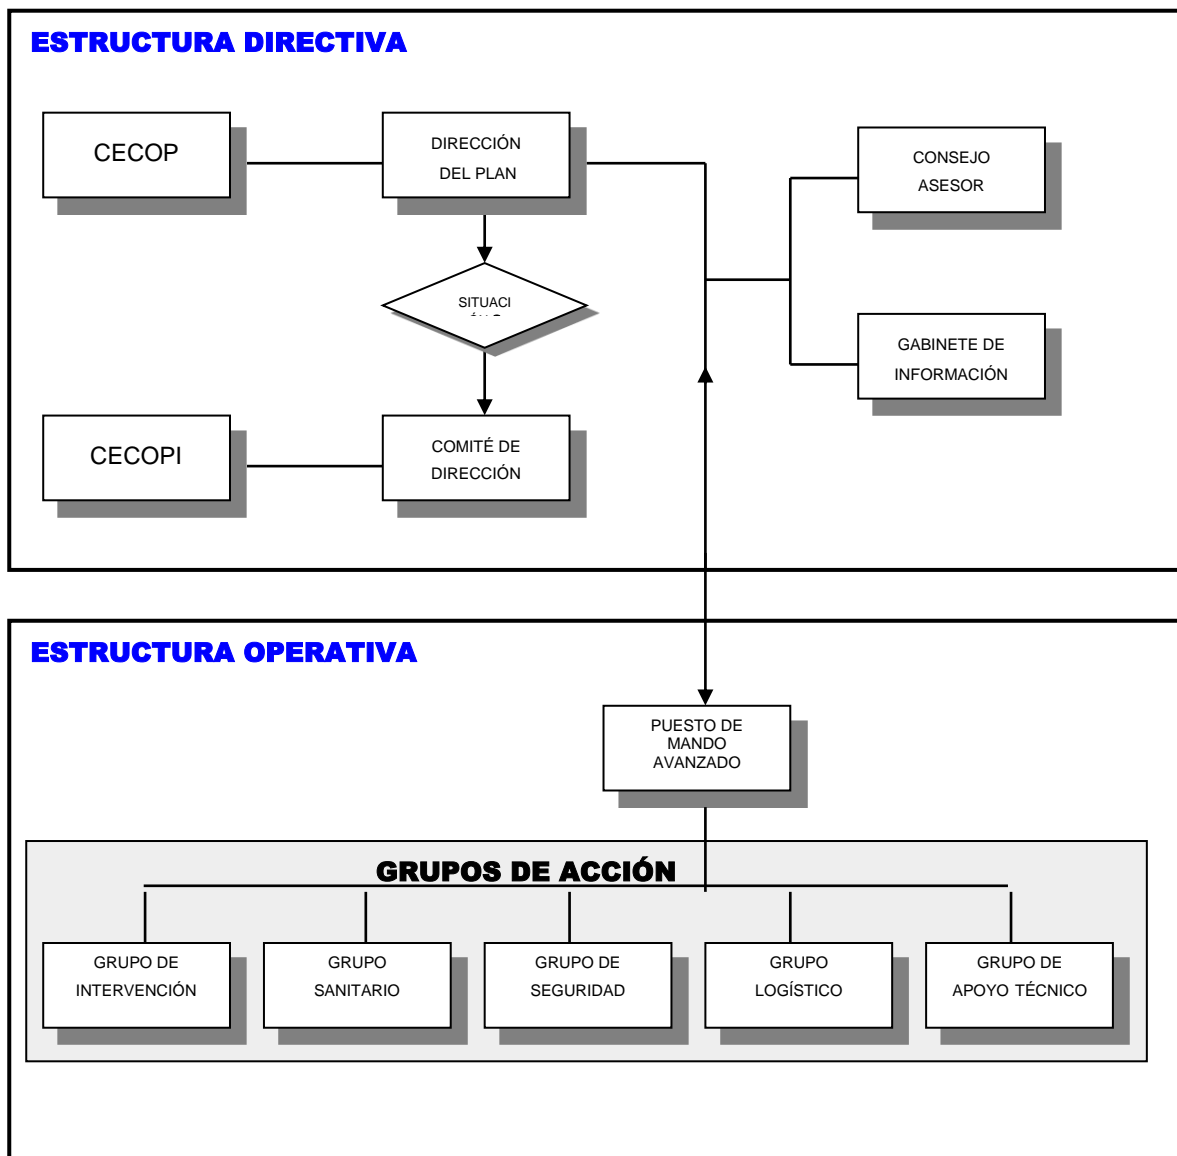 ESTRUCTURA DIRECTIVA
CECOP
DIRECCIÓN
DEL PLAN
CONSEJO
ASESOR
SITUACI
GABINETE DE
INFORMACIÓN
CECOPI
COMITÉ DE
DIRECCIÓN
ESTRUCTURA OPERATIVA
PUESTO DE
MANDO
AVANZADO
GRUPOS DE ACCIÓN
GRUPO DE
INTERVENCIÓN
GRUPO
SANITARIO
GRUPO DE
SEGURIDAD
GRUPO
LOGÍSTICO
GRUPO DE
APOYO TÉCNICO